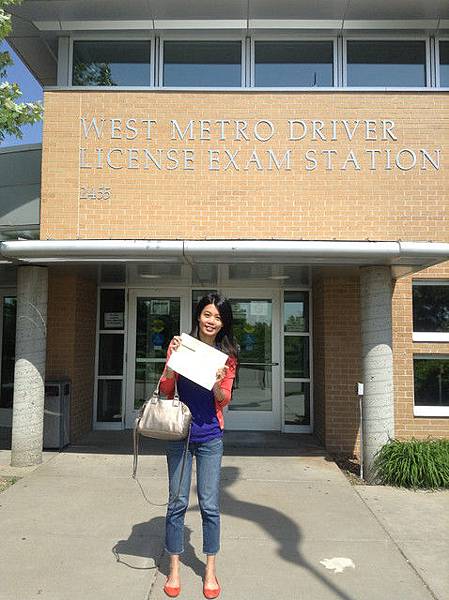 WEST METRO DRIVER
LICENSE EXAM STATION
2455